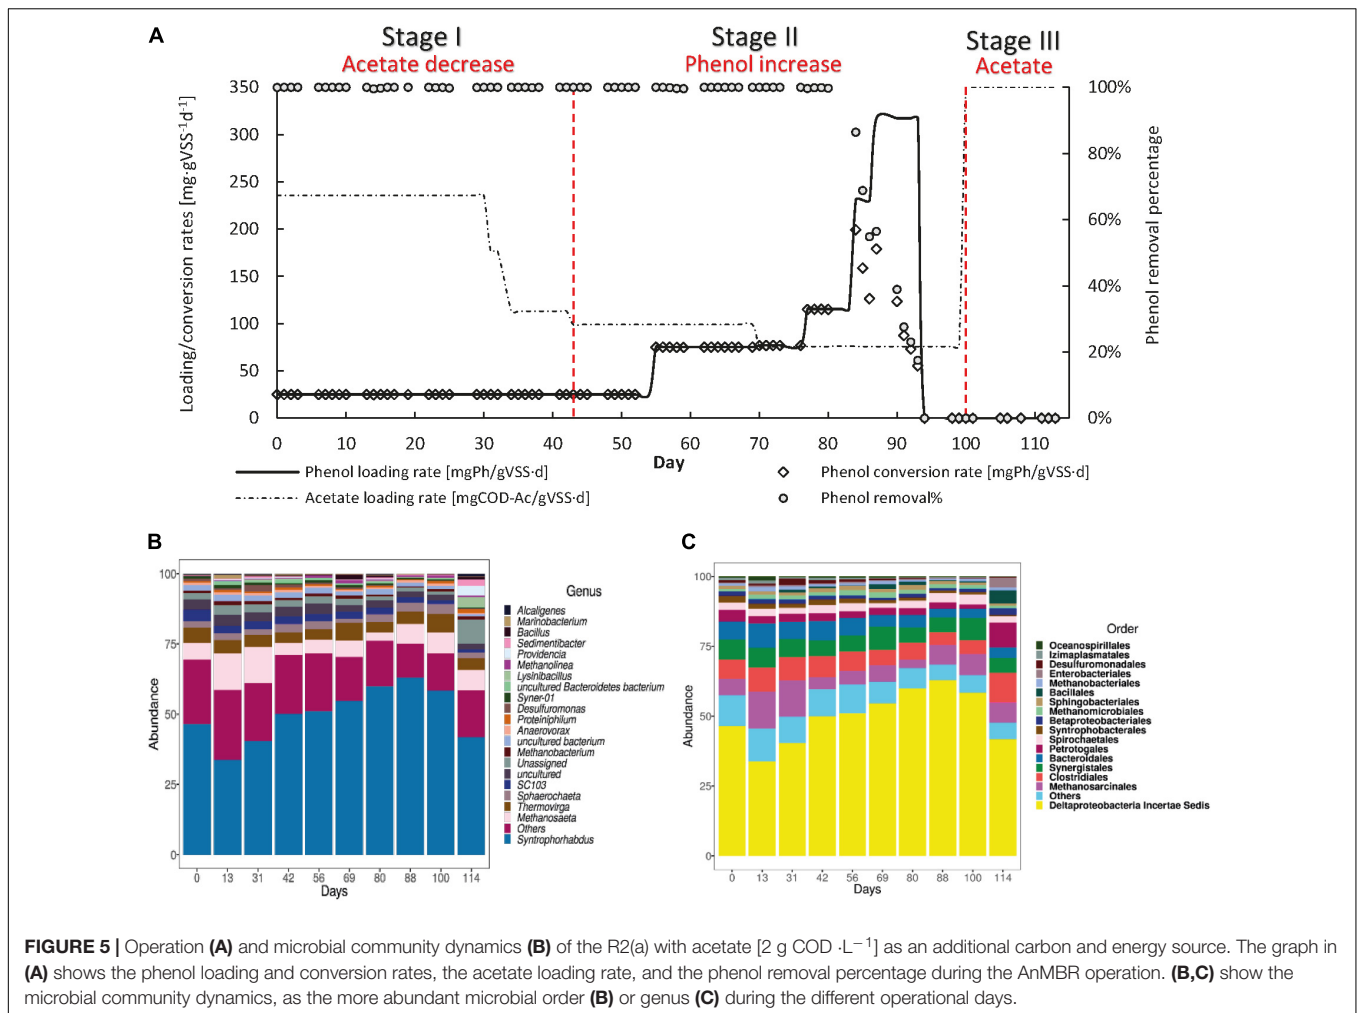 A
Stage I
Stage II
Stage III
Acetate decrease
Phenol increase
Acetate
Loading/conversion rates [mg·gVSS-1d-1]
350
300
250
200
150
100
50
0
100%
80%
60%
40%
20%
0%
Phenol removal percentage
0 10 20 30 40 50 60 70 80 90 100 110
Day
Phenol loading rate [mgPh/gVSS·d]
Phenol conversion rate [mgPh/gVSS·d]
Acetate loading rate [mgCOD-Ac/gVSS·d]
Phenol removal%
B
Abundance
100
75
50
25
0
0 13 31 42 56 69 80 88 100 114
Days
Genus
Alcaligenes
Marinobacterium
Bacillus
Sedimentibacter
Providencia
Methanolinea
Lysinibacillus
uncultured Bacteroidetes bacterium
Syner-01
Desulfuromonas
Proteiniphilum
Anaerovorax
uncultured bacterium
Methanobacterium
Unassigned
uncultured
SC103
Sphaerochaeta
Thermovirga
Methanosaeta
Others
Syntrophorhabdus
C
Abundance
100
75
50
25
0
0 13 31 42 56 69 80 88 100 114
Days
Order
Oceanospirillales
Izimaplasmatales
Desulfuromonadales
Enterobacteriales
Methanobacteriales
Bacillales
Sphingobacteriales
Methanomicrobiales
Betaproteobacteriales
Syntrophobacterales
Spirochaetales
Petrotogales
Bacteroidales
Synergistales
Clostridiales
Methanosarcinales
Others
Deltaproteobacteria Incertae Sedis
FIGURE 5 | Operation (A) and microbial community dynamics (B) of the R2(a) with acetate [2 g COD ·L−1] as an additional carbon and energy source. The graph in
(A) shows the phenol loading and conversion rates, the acetate loading rate, and the phenol removal percentage during the AnMBR operation. (B,C) show the
microbial community dynamics, as the more abundant microbial order (B) or genus (C) during the different operational days.